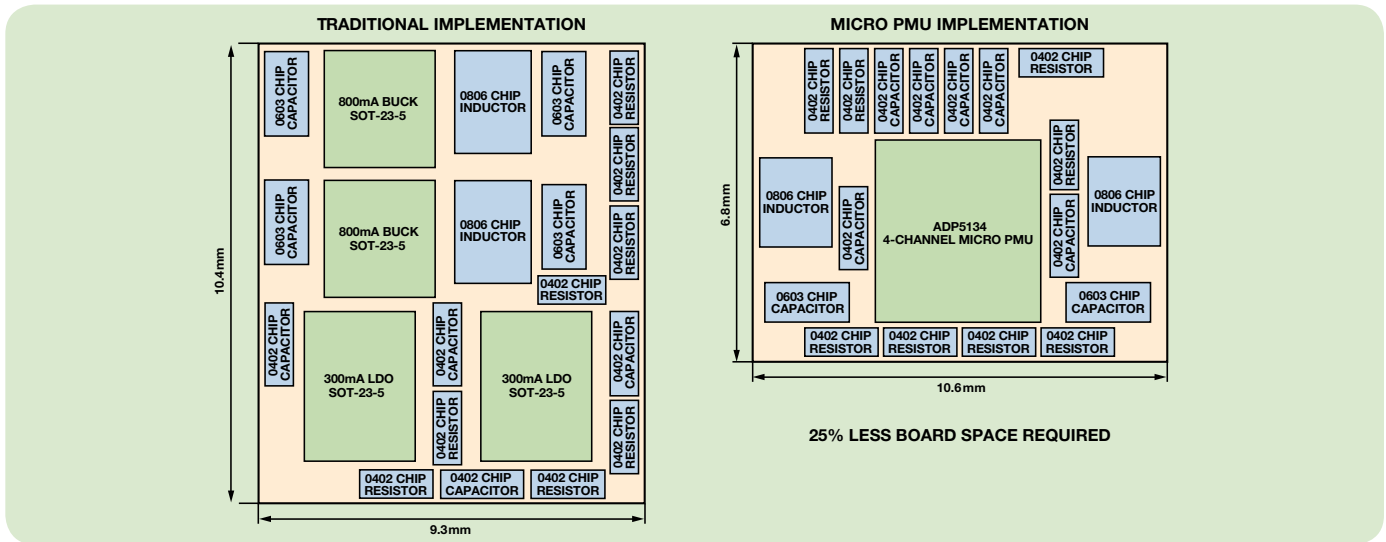 TRADITIONAL IMPLEMENTATION
0603 CHIP
CAPACITOR
800mA BUCK
SOT-23-5
0806 CHIP
INDUCTOR
0603 CHIP
CAPACITOR
0402 CHIP
RESISTOR
0402 CHIP
RESISTOR
0603 CHIP
CAPACITOR
800mA BUCK
SOT-23-5
0806 CHIP
INDUCTOR
0603 CHIP
CAPACITOR
0402 CHIP
RESISTOR
0402 CHIP
RESISTOR
10.4mm
0402 CHIP
CAPACITOR
300mA LDO
SOT-23-5
0402 CHIP
CAPACITOR
0402 CHIP
RESISTOR
300mA LDO
SOT-23-5
0402 CHIP
CAPACITOR
0402 CHIP
RESISTOR
0402 CHIP
RESISTOR
0402 CHIP
CAPACITOR
0402 CHIP
RESISTOR
9.3mm
MICRO PMU IMPLEMENTATION
0402 CHIP
RESISTOR
0402 CHIP
RESISTOR
0402 CHIP
CAPACITOR
0402 CHIP
CAPACITOR
0402 CHIP
CAPACITOR
0402 CHIP
CAPACITOR
0402 CHIP
RESISTOR
6.8mm
0806 CHIP
INDUCTOR
0402 CHIP
CAPACITOR
ADP5134
4-CHANNEL MICRO PMU
0402 CHIP
RESISTOR
0402 CHIP
CAPACITOR
0806 CHIP
INDUCTOR
0603 CHIP
CAPACITOR
0603 CHIP
CAPACITOR
0402 CHIP
RESISTOR
0402 CHIP
RESISTOR
0402 CHIP
RESISTOR
0402 CHIP
RESISTOR
10.6mm
25% LESS BOARD SPACE REQUIRED